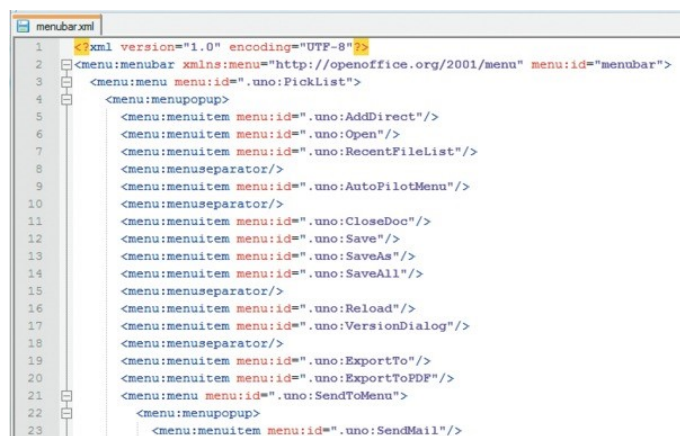 menubar.xml
1 <?xml version="1.0" encoding="UTF-8"?>
2 <menu:menubar xmlns:menu="http://openoffice.org/2001/menu" menu:id="menubar">
3 <menu:menu menu:id=".uno:PickList">
4 <menu:menupopup>
5 <menu:menuitem menu:id=".uno:AddDirect"/>
6 <menu:menuitem menu:id=".uno:Open"/>
7 <menu:menuitem menu:id=".uno:RecentFileList"/>
8 <menu:menuseparator/>
9 <menu:menuitem menu:id=".uno:AutoPilotMenu"/>
10 <menu:menuseparator/>
11 <menu:menuitem menu:id=".uno:CloseDoc"/>
12 <menu:menuitem menu:id=".uno:Save"/>
13 <menu:menuitem menu:id=".uno:SaveAs"/>
14 <menu:menuitem menu:id=".uno:SaveAll"/>
15 <menu:menuseparator/>
16 <menu:menuitem menu:id=".uno:Reload"/>
17 <menu:menuitem menu:id=".uno:VersionDialog"/>
18 <menu:menuseparator/>
19 <menu:menuitem menu:id=".uno:ExportTo"/>
20 <menu:menuitem menu:id=".uno:ExportToPDF"/>
21 <menu:menu menu:id=".uno:SendToMenu">
22 <menu:menupopup>
23 <menu:menuitem menu:id=".uno:SendMail"/>